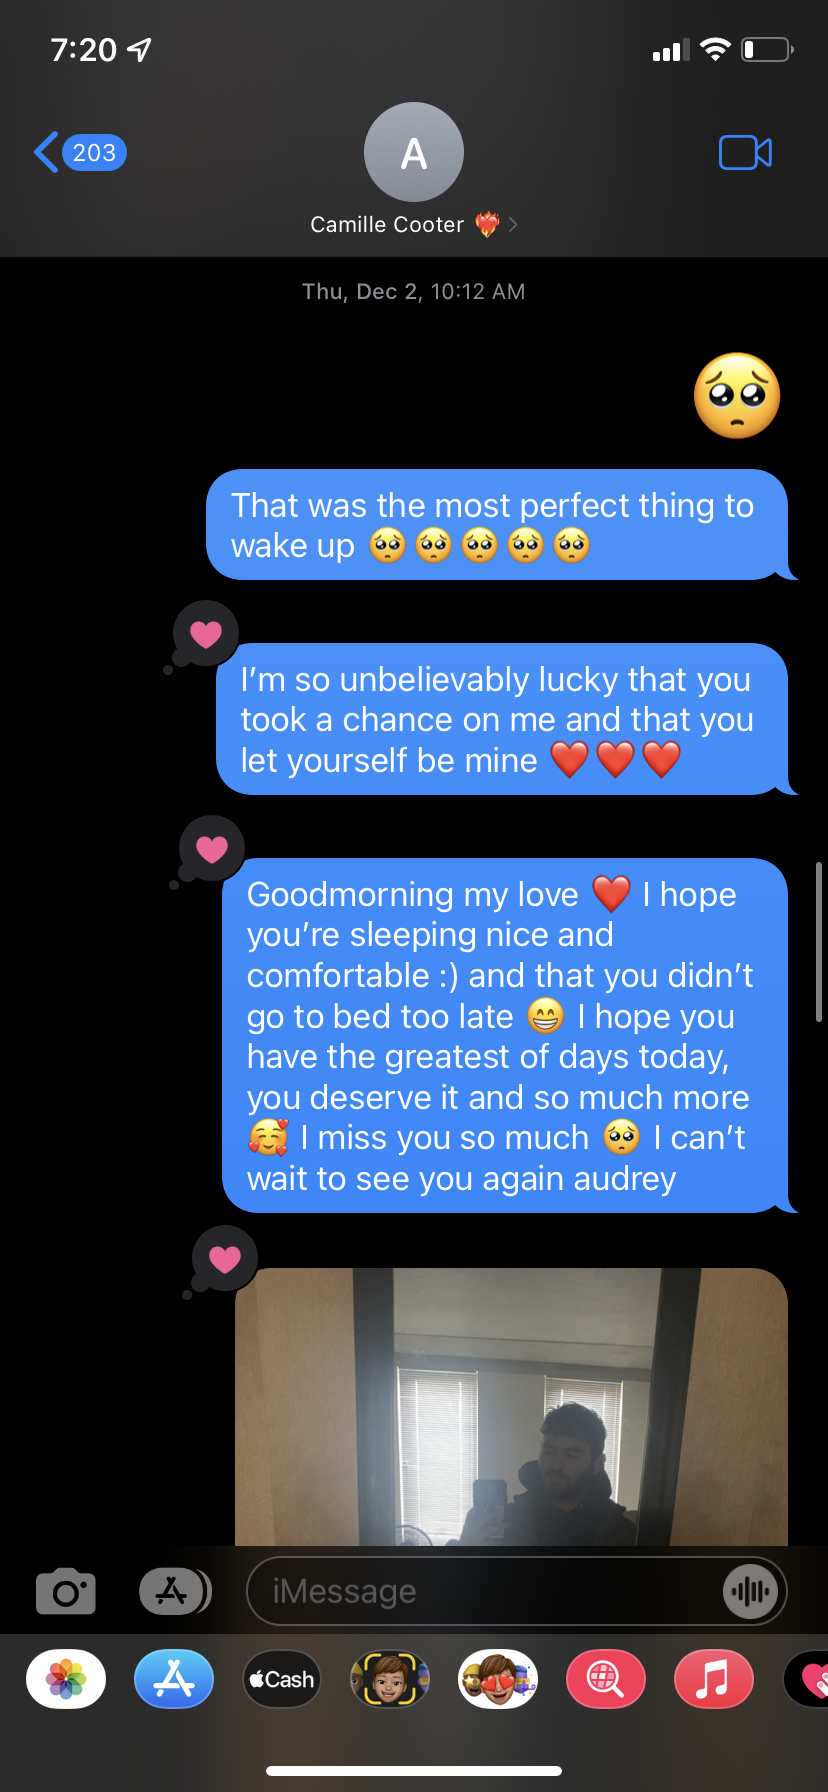 7:20
203
A
Camille Cooter ❤️‍🔥
Thu, Dec 2, 10:12 AM
🥺
That was the most perfect thing to
wake up 🥺🥺🥺🥺🥺
I’m so unbelievably lucky that you
took a chance on me and that you
let yourself be mine ❤️❤️❤️
Goodmorning my love ❤️ I hope
you’re sleeping nice and
comfortable :) and that you didn’t
go to bed too late 😁 I hope you
have the greatest of days today,
you deserve it and so much more
🥰 I miss you so much 🥺 I can’t
wait to see you again audrey
iMessage
Cash